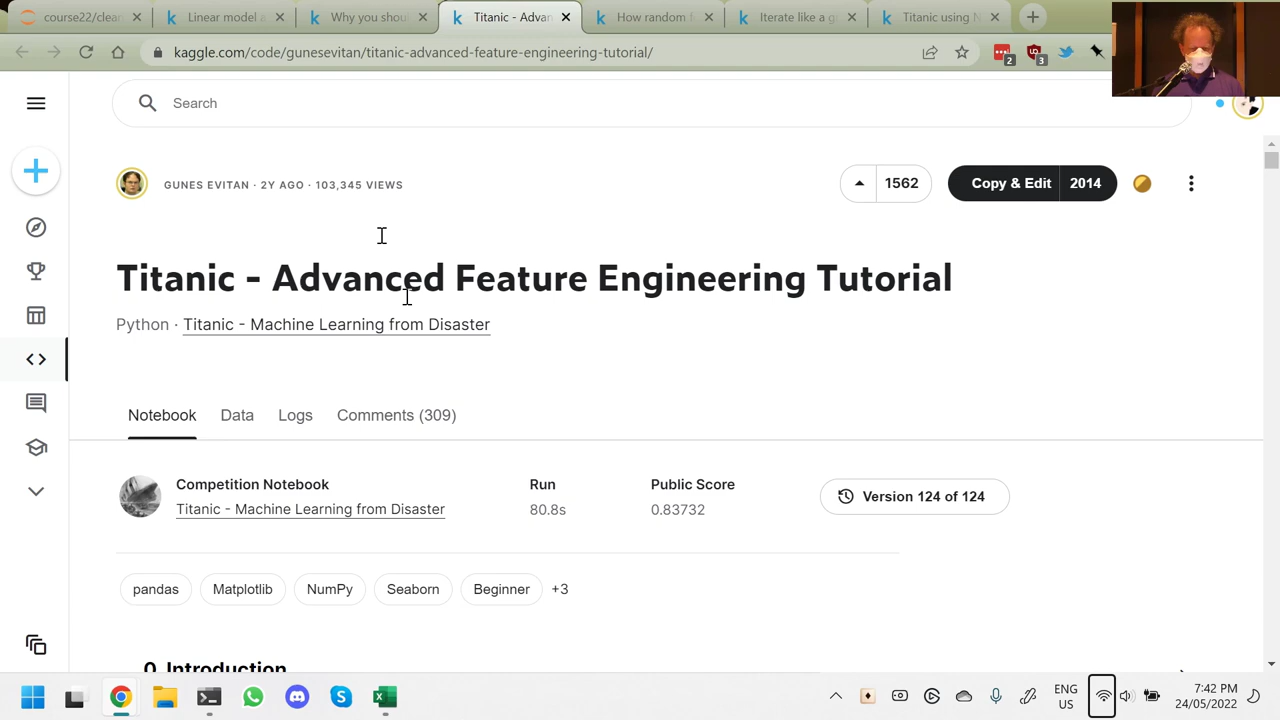 course22/clea
Linear model a
Why you shou
Titanic - Advan
How random f
Iterate like a g
Titanic using N
kaggle.com/code/gunesevitan/titanic-advanced-feature-engineering-tutorial/
2
3
Search
GUNES EVITAN · 2Y AGO · 103,345 VIEWS
1562
Copy & Edit 2014
Titanic - Advanced Feature Engineering Tutorial
Python · Titanic - Machine Learning from Disaster
Notebook Data Logs Comments (309)
Competition Notebook
Titanic - Machine Learning from Disaster
Run
80.8s
Public Score
0.83732
Version 124 of 124
pandas Matplotlib NumPy Seaborn Beginner +3
0. Introduction
ENG
US
7:42 PM
24/05/2022